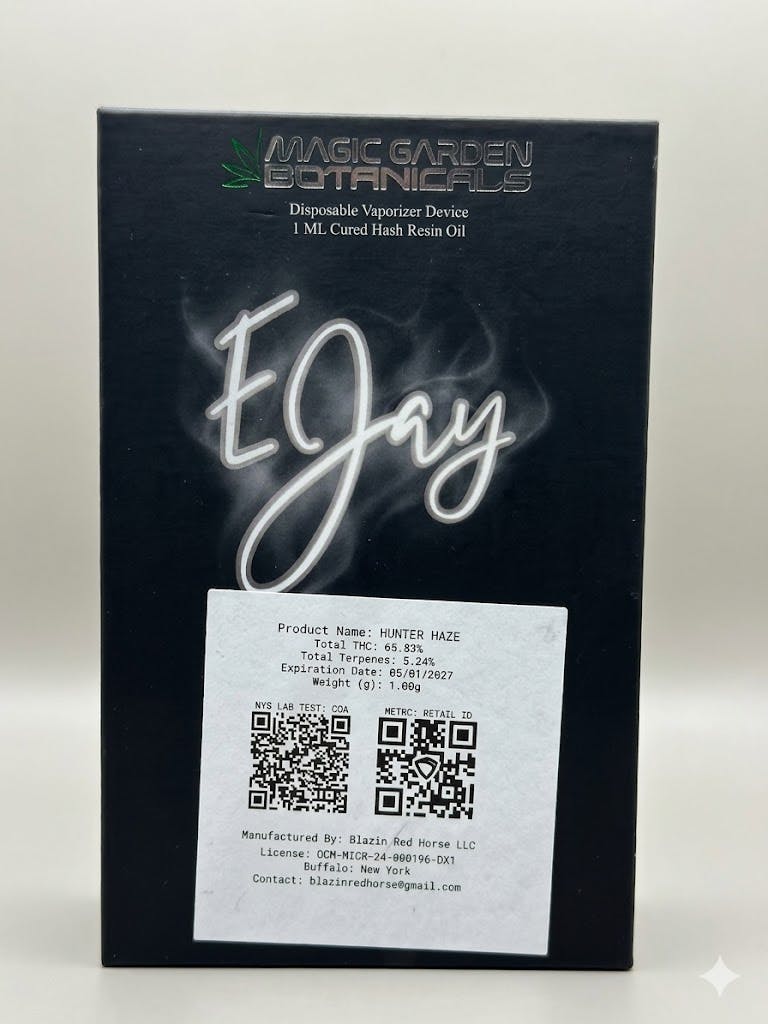 MAGIC GARDEN
BOTANICALS
Disposable Vaporizer Device
1 ML Cured Hash Resin Oil
EJay
Product Name: HUNTER HAZE
Total THC: 65.83%
Total Terpenes: 5.24%
Expiration Date: 05/01/2027
Weight (g): 1.00g
NYS LAB TEST: COA
METRC: RETAIL ID
Manufactured By: Blazin Red Horse LLC
License: OCM-MICR-24-000196-DX1
Buffalo: New York
Contact: blazinredhorse@gmail.com